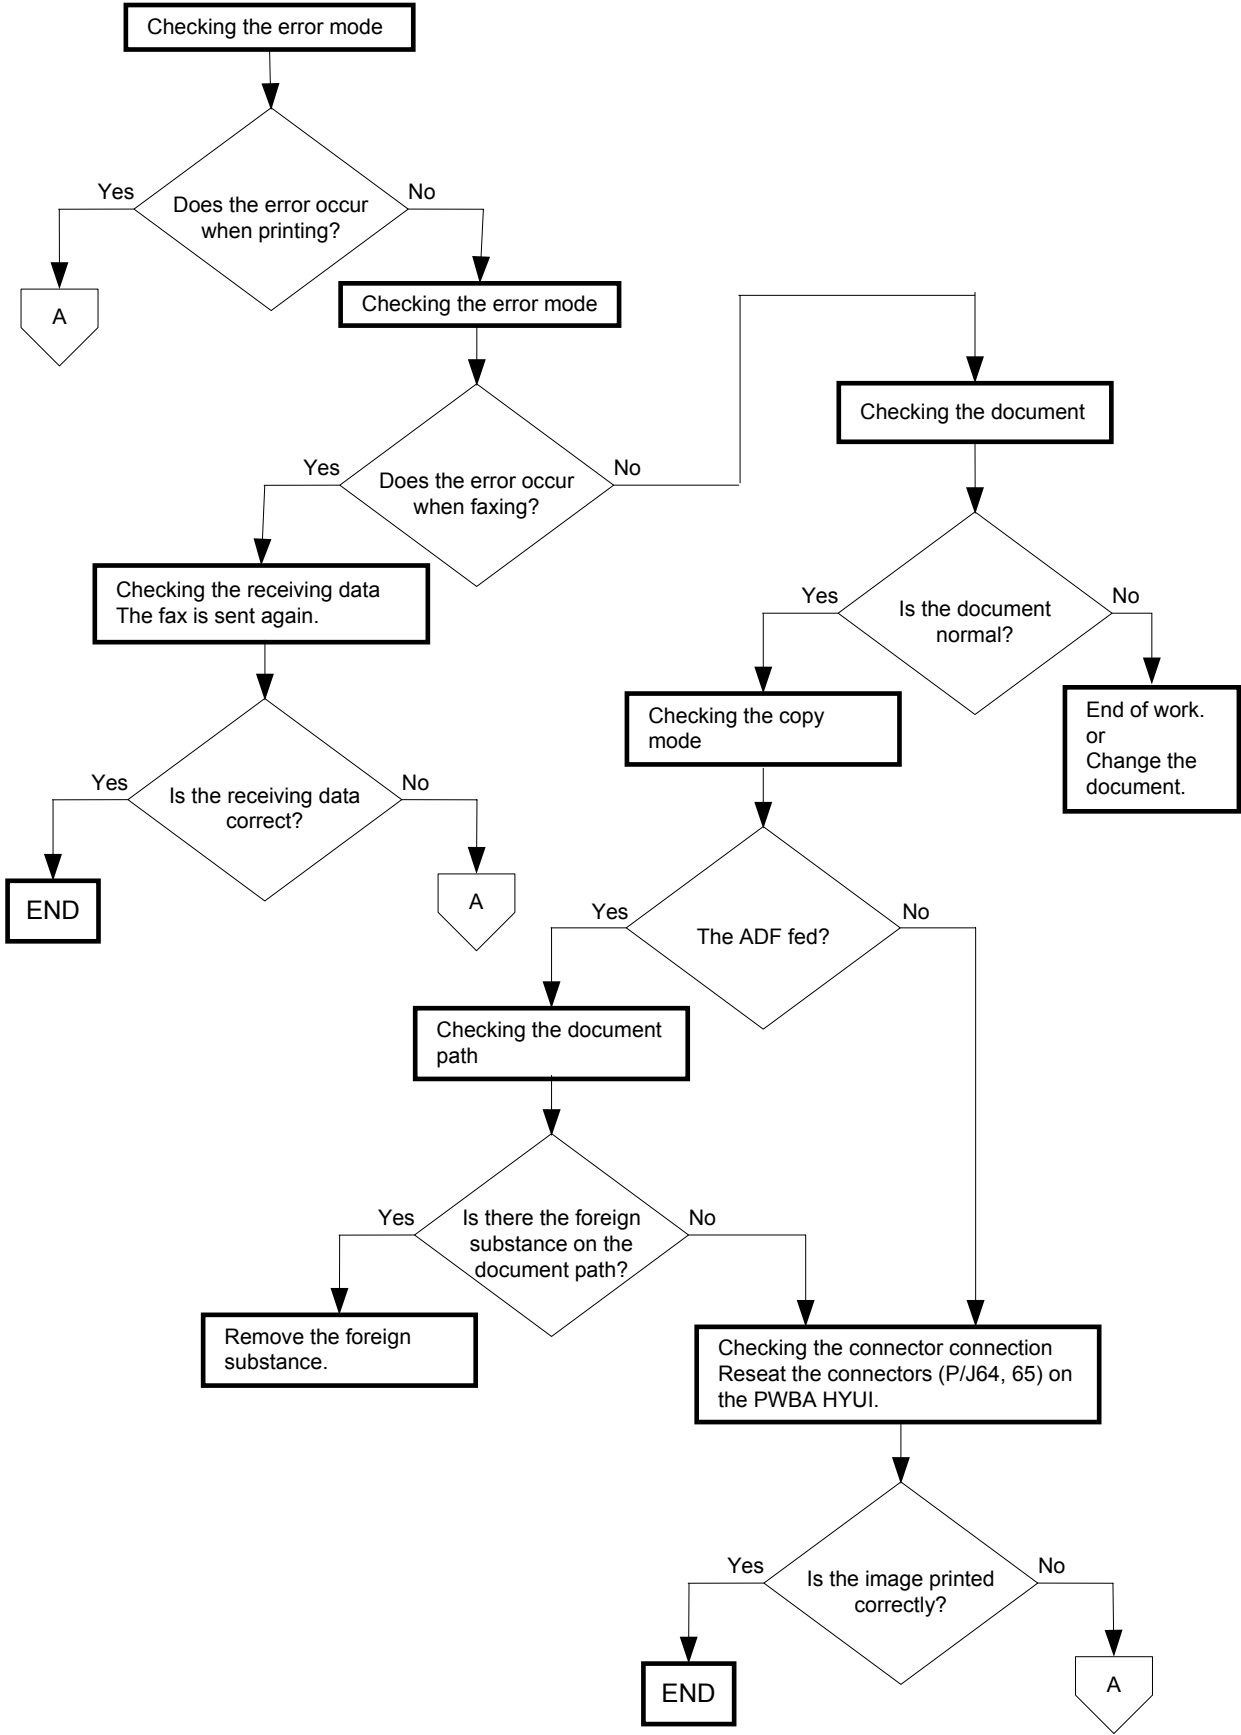 Checking the error mode
Yes
No
Does the error occur
when printing?
A
Checking the error mode
Checking the document
Yes
No
Does the error occur
when faxing?
Checking the receiving data
The fax is sent again.
Yes
No
Is the document
normal?
Checking the copy
mode
End of work.
or
Change the
document.
Yes
No
Is the receiving data
correct?
END
A
Yes
No
The ADF fed?
Checking the document
path
Yes
No
Is there the foreign
substance on the
document path?
Remove the foreign
substance.
Checking the connector connection
Reseat the connectors (P/J64, 65) on
the PWBA HYUI.
Yes
No
Is the image printed
correctly?
END
A